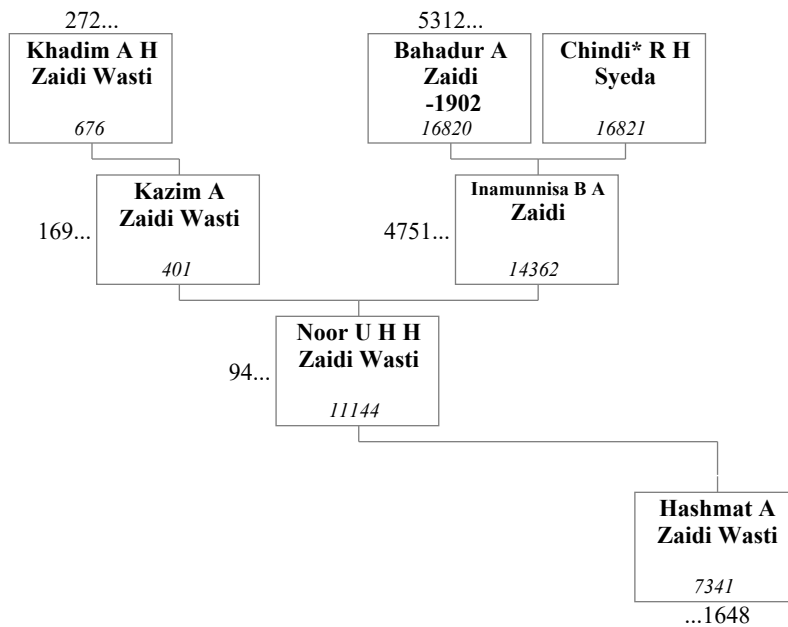 272...
Khadim A H
Zaidi Wasti
676
5312...
Bahadur A
Zaidi
-1902
16820
Chindi* R H
Syeda
16821
169...
Kazim A
Zaidi Wasti
401
4751...
Inamunnisa B A
Zaidi
14362
94...
Noor U H H
Zaidi Wasti
11144
Hashmat A
Zaidi Wasti
7341
...1648